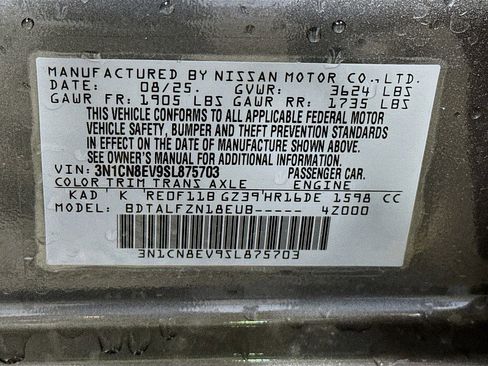 MANUFACTURED BY NISSAN MOTOR CO., LTD.
DATE: 08/25. GVWR: 3624 LBS
GAWR FR: 1905 LBS GAWR RR: 1735 LBS
THIS VEHICLE CONFORMS TO ALL APPLICABLE FEDERAL MOTOR
VEHICLE SAFETY, BUMPER AND THEFT PREVENTION STANDARDS
IN EFFECT ON THE DATE OF MANUFACTURE SHOWN ABOVE.
SEE OWNER'S MANUAL FOR ADDITIONAL INFORMATION.
VIN: 3N1CN8EV9SL875703 PASSENGER CAR.
COLOR TRIM TRANS AXLE ENGINE
KAD ' K ' RE0F11B GZ39'HR16DE 1598 CC
BDTALFZN18EUB----- 4Z000
3N1CN8EV9SL875703